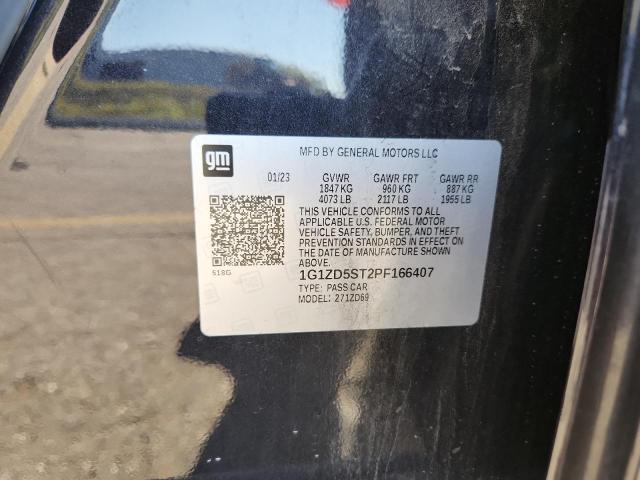 gm
MFD BY GENERAL MOTORS LLC
01/23 GVWR GAWR FRT GAWR RR
1847 KG 960 KG 887 KG
4073 LB 2117 LB 1955 LB
THIS VEHICLE CONFORMS TO ALL
APPLICABLE U.S. FEDERAL MOTOR
VEHICLE SAFETY, BUMPER, AND THEFT
PREVENTION STANDARDS IN EFFECT ON
THE DATE OF MANUFACTURE SHOWN ABOVE.
518G
1G1ZD5ST2PF166407
TYPE: PASS CAR
MODEL: 271ZD69